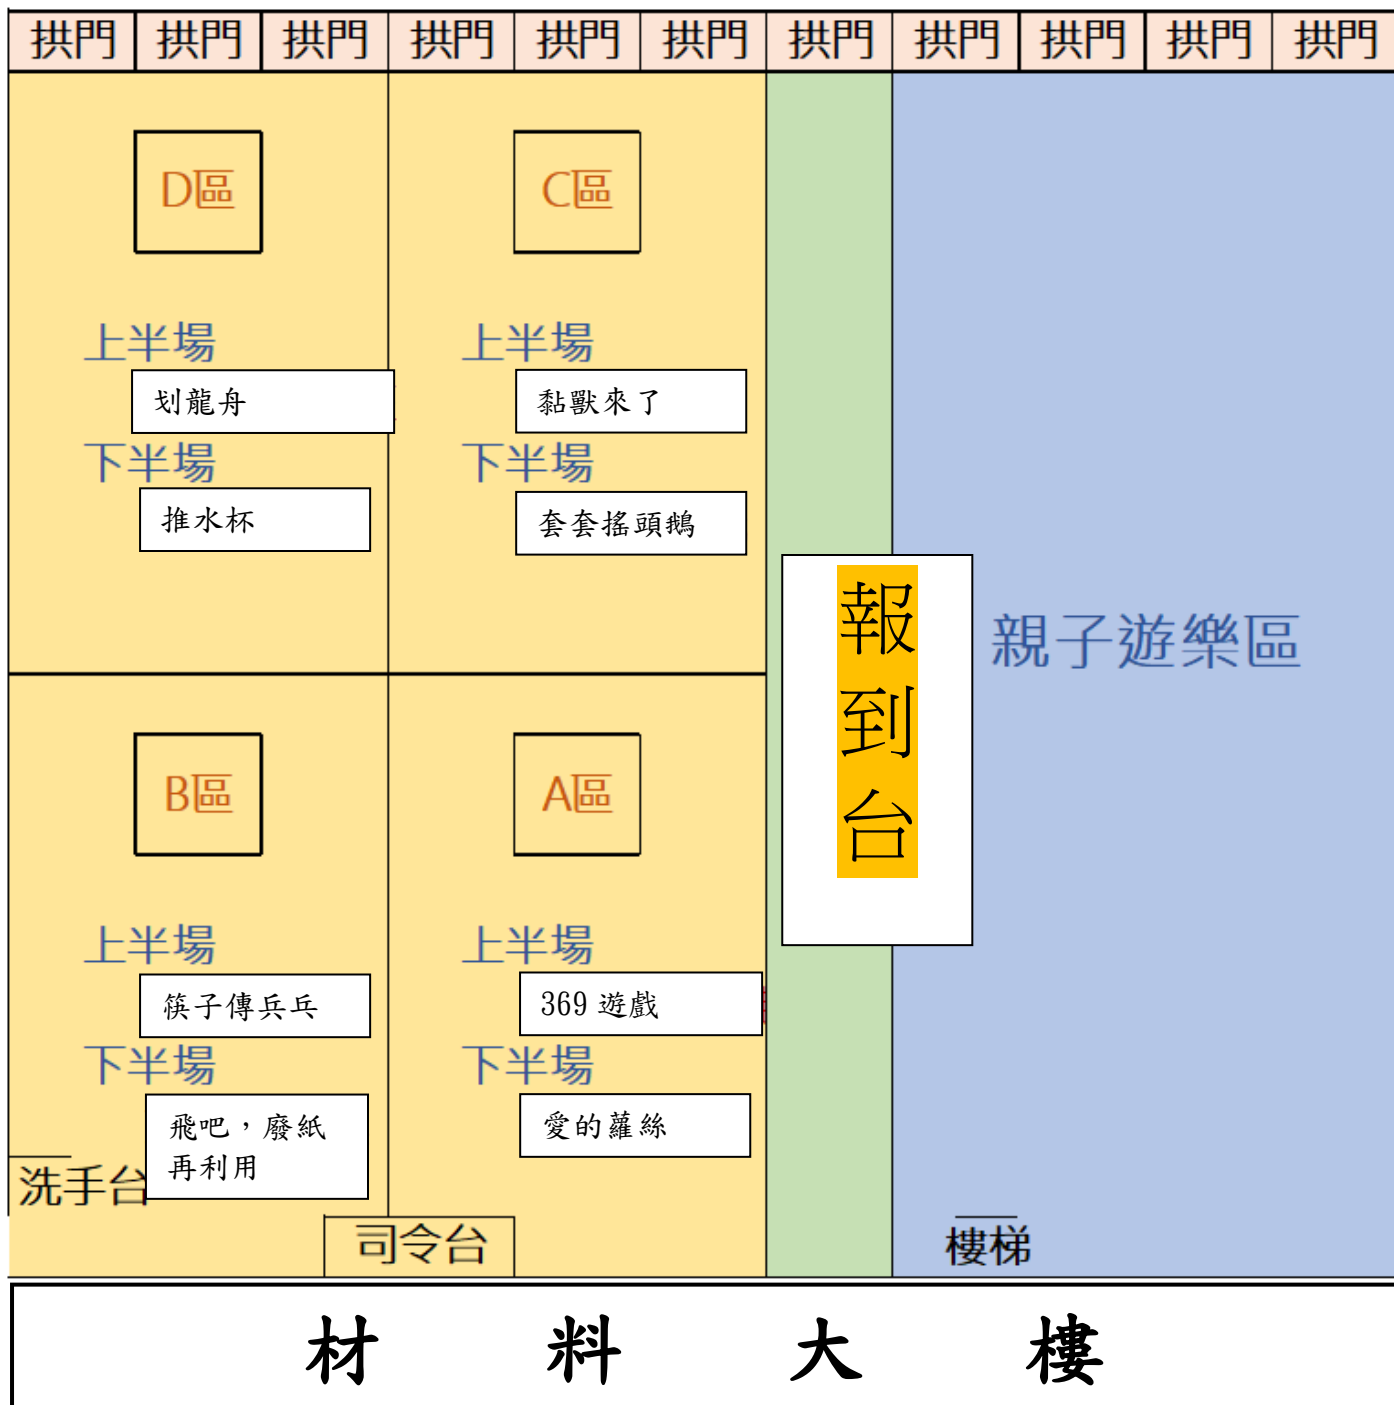 拱門 拱門 拱門 拱門 拱門 拱門 拱門 拱門 拱門 拱門 拱門
D區
上半場
划龍舟
下半場
推水杯
C區
上半場
黏獸來了
下半場
套套搖頭鵝
報到台
親子遊樂區
B區
上半場
筷子傳兵乓
下半場
飛吧，廢紙
再利用
A區
上半場
369 遊戲
下半場
愛的蘿絲
洗手台
司令台
樓梯
材料大樓